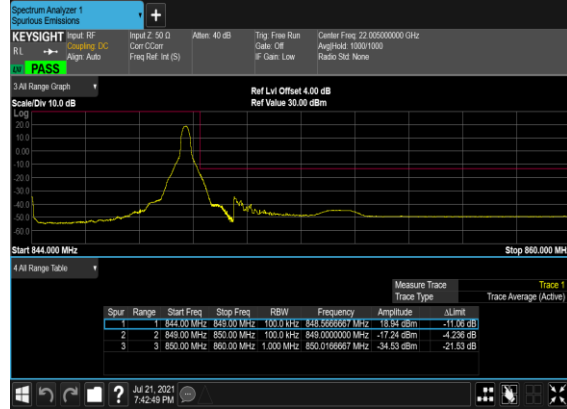 Spectrum Analyzer 1
Spurious Emissions
KEYSIGHT Input: RF Input Z: 50 Ω Atten: 40 dB Trig: Free Run Center Freq: 22.005000000 GHz
RL Coupling: DC Corr CCorr Gate: Off Avg|Hold: 1000/1000
Align: Auto Freq Ref: Int (S) IF Gain: Low Radio Std: None
PASS
3 All Range Graph
Ref Lvl Offset 4.00 dB
Scale/Div 10.0 dB Ref Value 30.00 dBm
Log
20.0
10.0
0.00
-10.0
-20.0
-30.0
-40.0
-50.0
-60.0
Start 844.000 MHz Stop 860.000 MH
4 All Range Table
Measure Trace Trace 1
Trace Type Trace Average (Active)
Spur Range Start Freq Stop Freq RBW Frequency Amplitude ΔLimit
1 1 844.00 MHz 849.00 MHz 100.0 kHz 848.5666667 MHz 18.94 dBm -11.06 dB
2 2 849.00 MHz 850.00 MHz 100.0 kHz 849.0000000 MHz -17.24 dBm -4.236 dB
3 3 850.00 MHz 860.00 MHz 1.000 MHz 850.0166667 MHz -34.53 dBm -21.53 dB
? Jul 21, 2021
7:42:49 PM